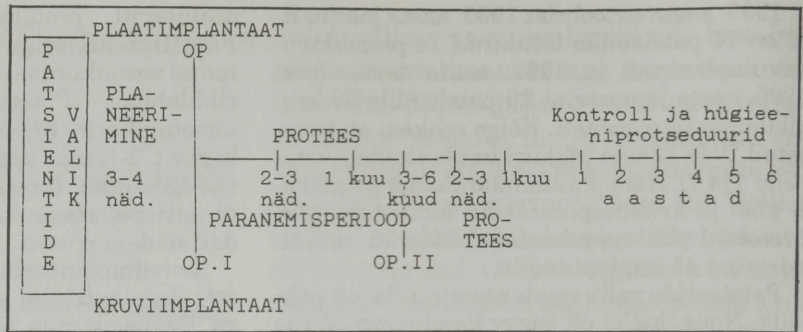 PLAATIMPLANTAAT
PATSIENTIDE
VALIK
OP
PLA-
NEERI-
MINE
PROTEES
Kontroll ja hügiee-
niprotseduurid
3-4 2-3 1 kuu 3-6 2-3 1kuu 1 2 3 4 5 6
näd. näd. kuud näd. a a s t a d
PARANEMISPERIOOD PRO-
TEES
OP.I OP.II
KRUVIIMPLANTAAT